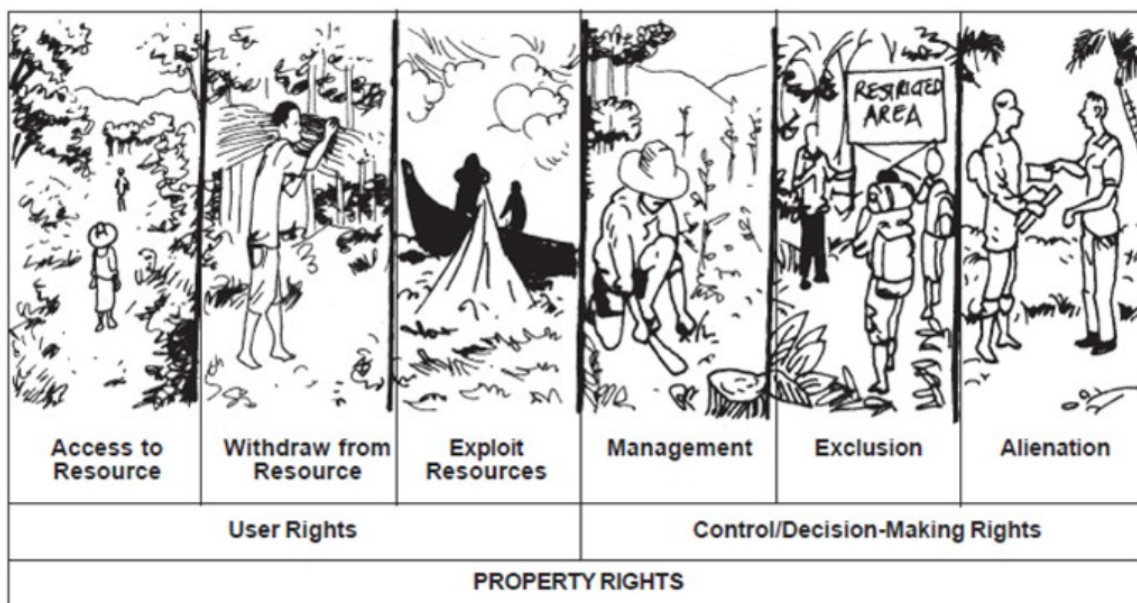 RESTRICTED
AREA
Access to
Resource
Withdraw from
Resource
Exploit
Resources
Management
Exclusion
Alienation
User Rights
Control/Decision-Making Rights
PROPERTY RIGHTS